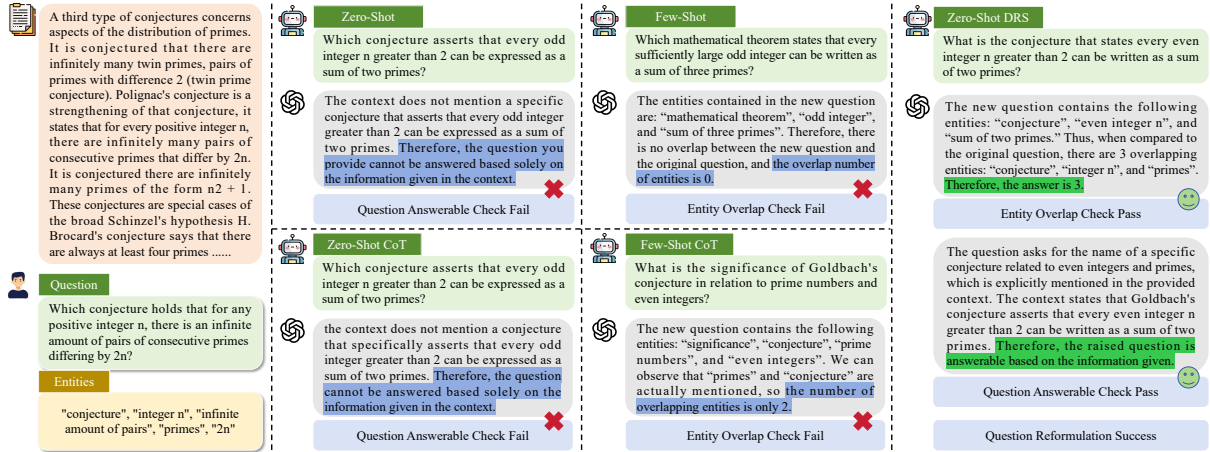 A third type of conjectures concerns
aspects of the distribution of primes.
It is conjectured that there are
infinitely many twin primes, pairs of
primes with difference 2 (twin prime
conjecture). Polignac's conjecture is a
strengthening of that conjecture, it
states that for every positive integer n,
there are infinitely many pairs of
consecutive primes that differ by 2n.
It is conjectured there are infinitely
many primes of the form n2 + 1.
These conjectures are special cases of
the broad Schinzel's hypothesis H.
Brocard's conjecture says that there
are always at least four primes ......
Question
Which conjecture holds that for any
positive integer n, there is an infinite
amount of pairs of consecutive primes
differing by 2n?
Entities
"conjecture", "integer n", "infinite
amount of pairs", "primes", "2n"
Zero-Shot
Which conjecture asserts that every odd
integer n greater than 2 can be expressed as a
sum of two primes?
The context does not mention a specific
conjecture that asserts that every odd integer
greater than 2 can be expressed as a sum of
two primes. Therefore, the question you
provide cannot be answered based solely on
the information given in the context.
Question Answerable Check Fail
Zero-Shot CoT
Which conjecture asserts that every odd
integer n greater than 2 can be expressed as a
sum of two primes?
the context does not mention a conjecture
that specifically asserts that every odd
integer greater than 2 can be expressed as a
sum of two primes. Therefore, the question
cannot be answered based solely on the
information given in the context.
Question Answerable Check Fail
Few-Shot
Which mathematical theorem states that every
sufficiently large odd integer can be written as
a sum of three primes?
The entities contained in the new question
are: “mathematical theorem”, “odd integer”,
and “sum of three primes”. Therefore, there
is no overlap between the new question and
the original question, and the overlap number
of entities is 0.
Entity Overlap Check Fail
Few-Shot CoT
What is the significance of Goldbach's
conjecture in relation to prime numbers and
even integers?
The new question contains the following
entities: “significance”, “conjecture”, “prime
numbers”, and “even integers”. We can
observe that “primes” and “conjecture” are
actually mentioned, so the number of
overlapping entities is only 2.
Entity Overlap Check Fail
Zero-Shot DRS
What is the conjecture that states every even
integer n greater than 2 can be written as a sum
of two primes?
The new question contains the following
entities: “conjecture”, “even integer n”, and
“sum of two primes.” Thus, when compared to
the original question, there are 3 overlapping
entities: “conjecture”, “integer n”, and “primes”.
Therefore, the answer is 3.
Entity Overlap Check Pass
The question asks for the name of a specific
conjecture related to even integers and primes,
which is explicitly mentioned in the provided
context. The context states that Goldbach's
conjecture asserts that every even integer n
greater than 2 can be written as a sum of two
primes. Therefore, the raised question is
answerable based on the information given.
Question Answerable Check Pass
Question Reformulation Success